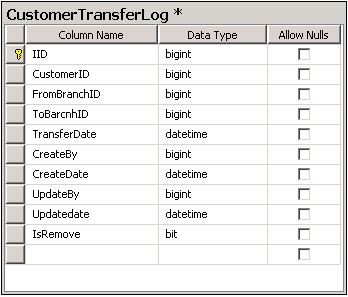 CustomerTransferLog *
Column Name Data Type Allow Nulls
IID bigint
CustomerID bigint
FromBranchID bigint
ToBarcnhID bigint
TransferDate datetime
CreateBy bigint
CreateDate datetime
UpdateBy bigint
Updatedate datetime
IsRemove bit